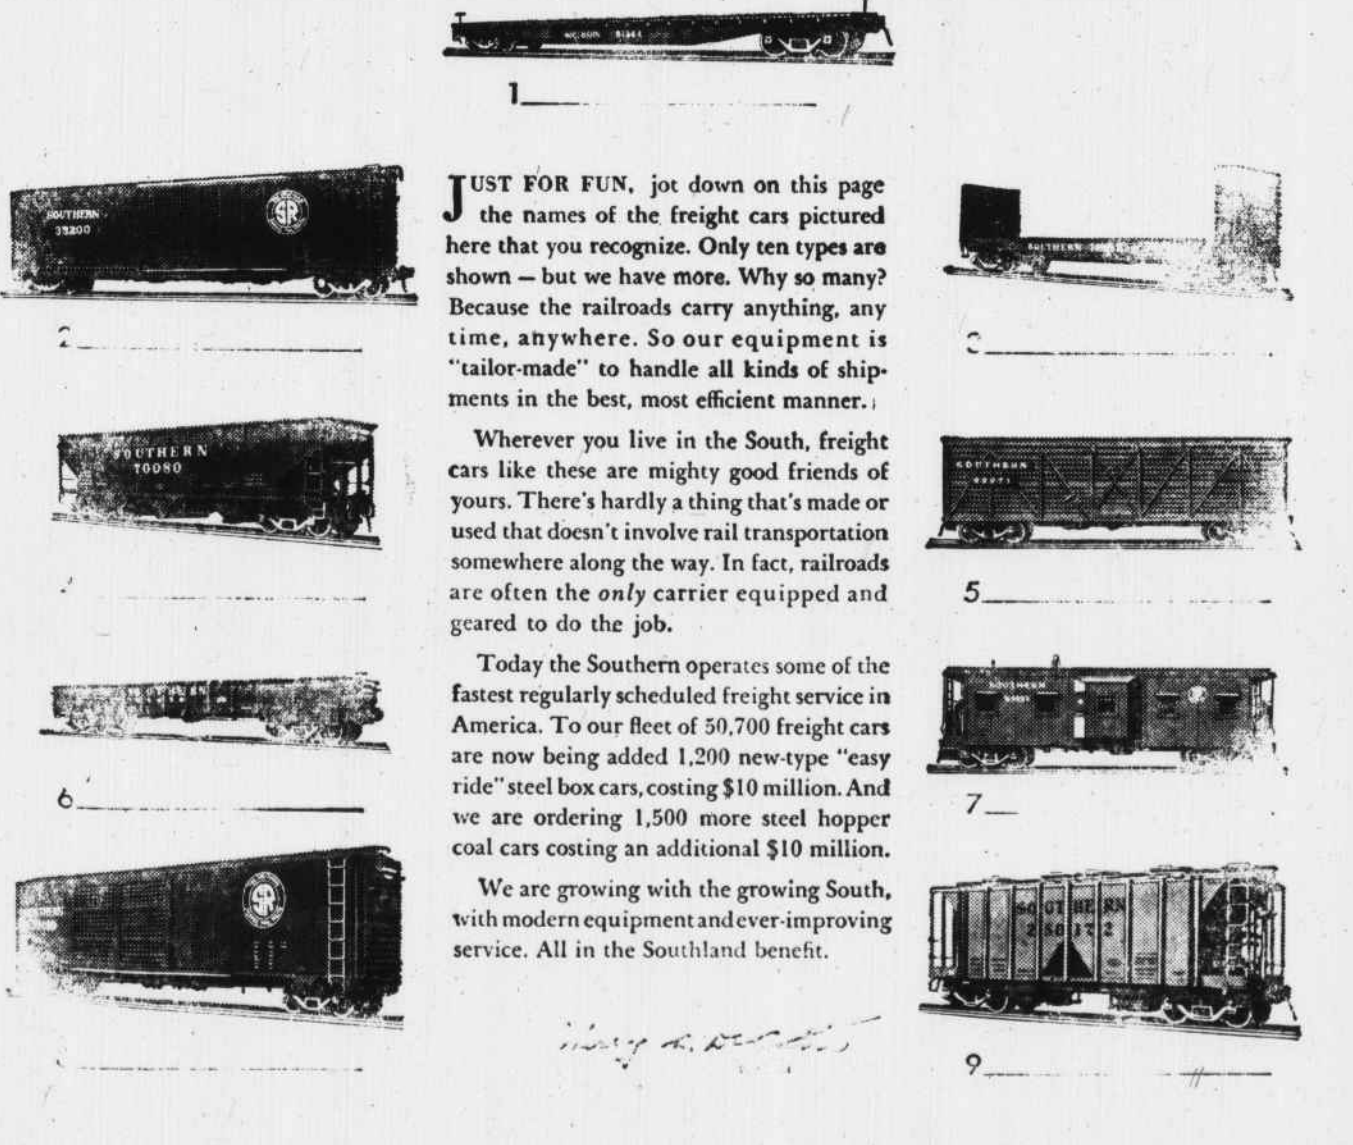 1
SOUTHERN
33200
SR
JUST FOR FUN, jot down on this page
the names of the freight cars pictured
here that you recognize. Only ten types are
shown — but we have more. Why so many?
Because the railroads carry anything, any
time, anywhere. So our equipment is
"tailor-made" to handle all kinds of ship-
ments in the best, most efficient manner.
Wherever you live in the South, freight
cars like these are mighty good friends of
yours. There's hardly a thing that's made or
used that doesn't involve rail transportation
somewhere along the way. In fact, railroads
are often the only carrier equipped and
geared to do the job.
Today the Southern operates some of the
fastest regularly scheduled freight service in
America. To our fleet of 50,700 freight cars
are now being added 1,200 new-type "easy
ride" steel box cars, costing $10 million. And
we are ordering 1,500 more steel hopper
coal cars costing an additional $10 million.
We are growing with the growing South,
with modern equipment and ever-improving
service. All in the Southland benefit.
2
SOUTHERN
70080
6
SR
SOUTHERN
SOUTHERN
5
SOUTHERN
7
SOUTHERN
280172
9